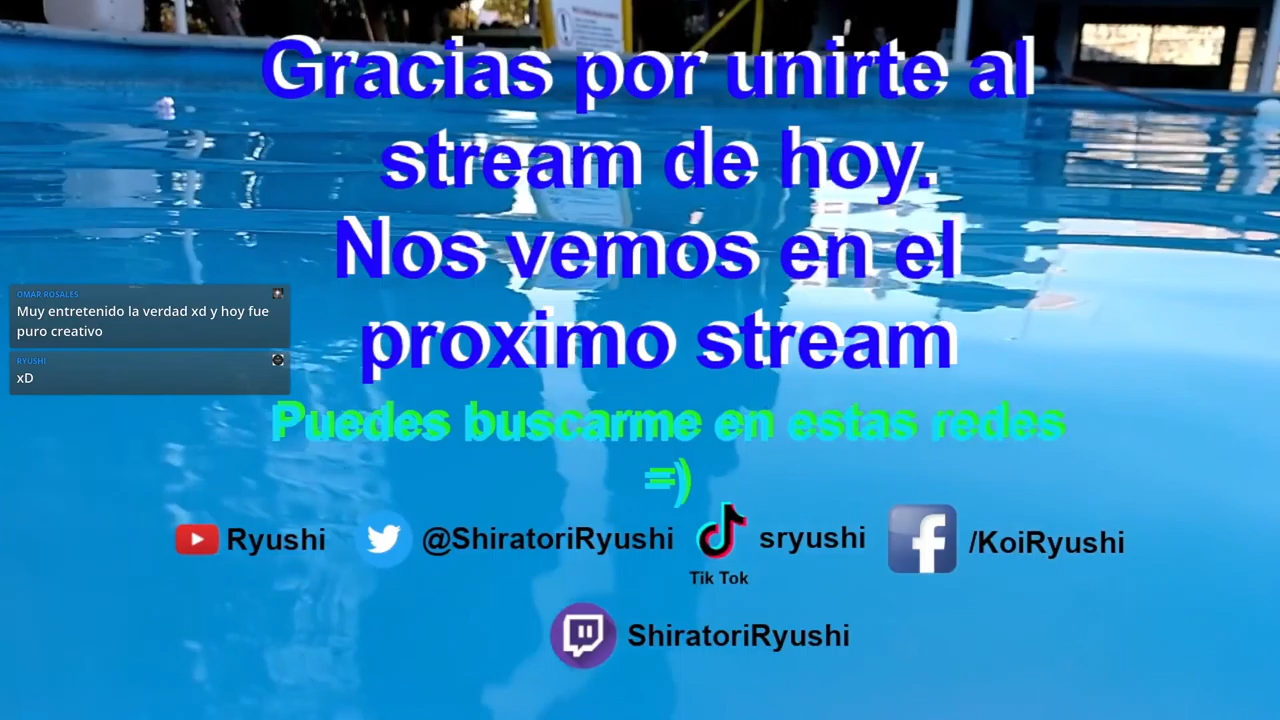 Gracias por unirte al
stream de hoy.
Nos vemos en el
proximo stream
OMAR ROSALES
Muy entretenido la verdad xd y hoy fue
puro creativo
RYUSHI
xD
Puedes buscarme en estas redes
=)
Ryushi
@ShiratoriRyushi
sryushi
/KoiRyushi
Tik Tok
ShiratoriRyushi